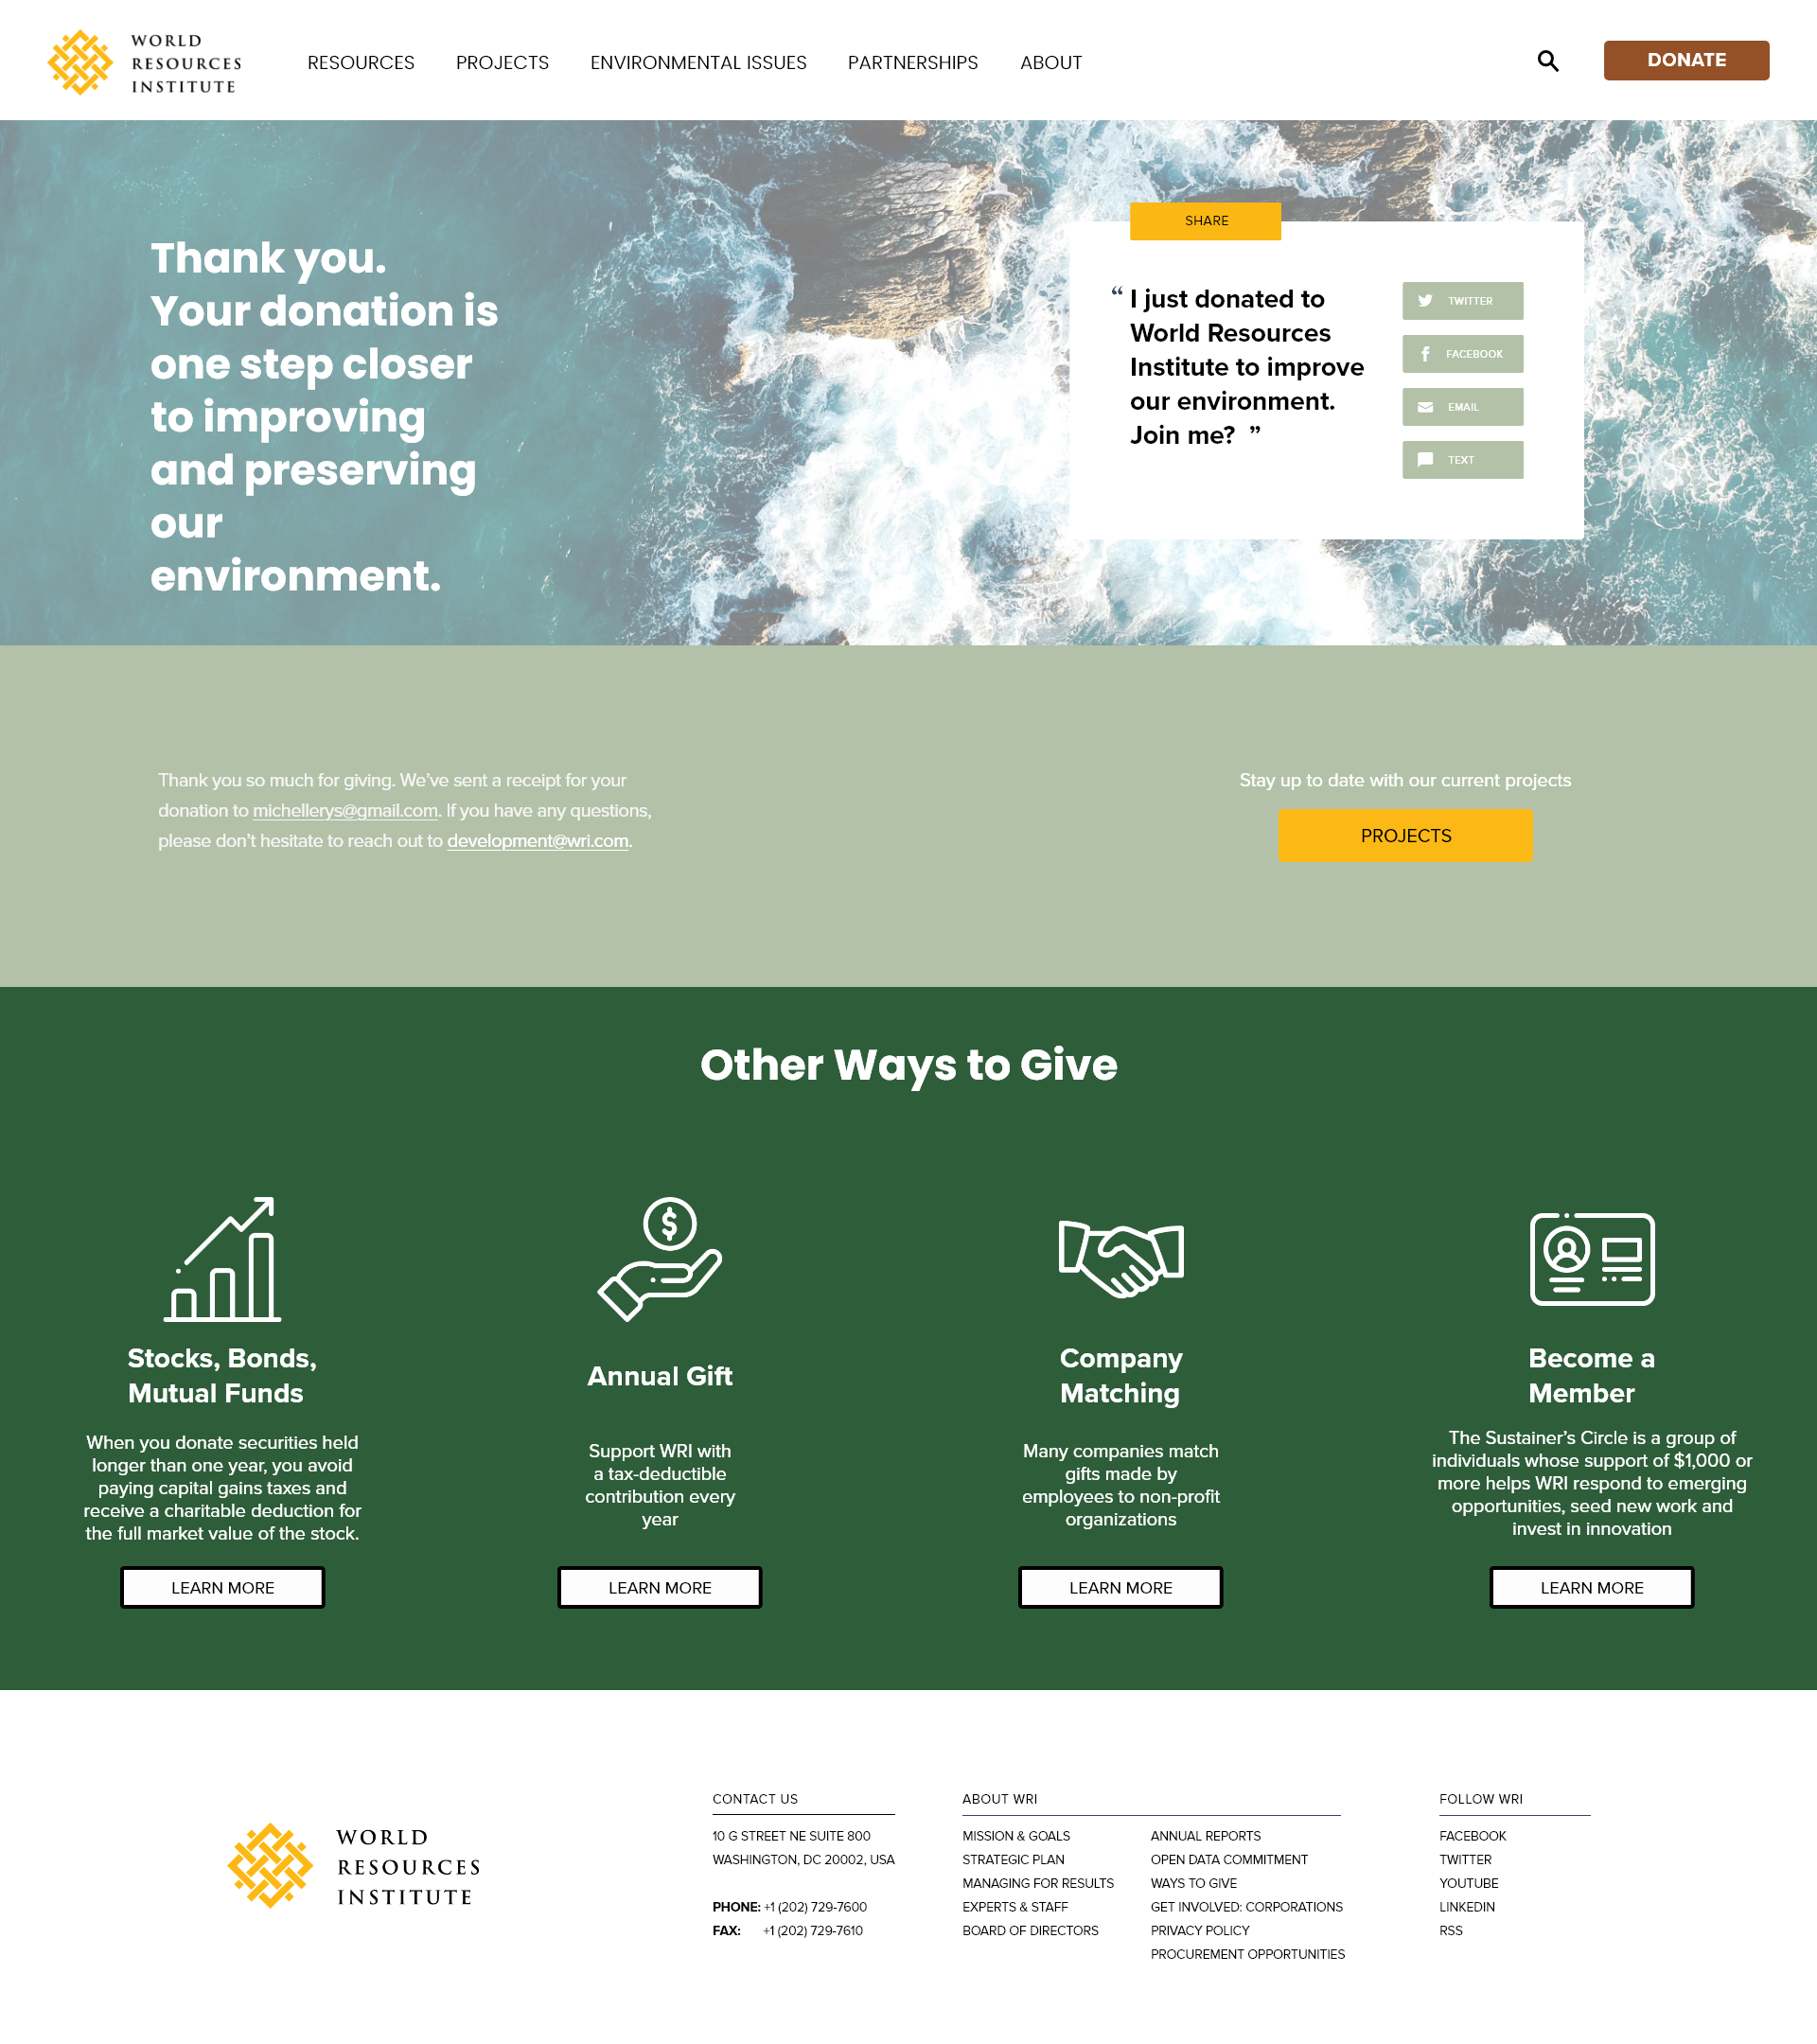 WORLD
RESOURCES
INSTITUTE
RESOURCES
PROJECTS
ENVIRONMENTAL ISSUES
PARTNERSHIPS
ABOUT
DONATE
Thank you.
Your donation is
one step closer
to improving
and preserving
our
environment.
SHARE
“ I just donated to
World Resources
Institute to improve
our environment.
Join me? ”
TWITTER
FACEBOOK
EMAIL
TEXT
Thank you so much for giving. We’ve sent a receipt for your
donation to michellerys@gmail.com. If you have any questions,
please don’t hesitate to reach out to development@wri.com.
Stay up to date with our current projects
PROJECTS
Other Ways to Give
Stocks, Bonds,
Mutual Funds
When you donate securities held
longer than one year, you avoid
paying capital gains taxes and
receive a charitable deduction for
the full market value of the stock.
LEARN MORE
$
Annual Gift
Support WRI with
a tax-deductible
contribution every
year
LEARN MORE
Company
Matching
Many companies match
gifts made by
employees to non-profit
organizations
LEARN MORE
Become a
Member
The Sustainer’s Circle is a group of
individuals whose support of $1,000 or
more helps WRI respond to emerging
opportunities, seed new work and
invest in innovation
LEARN MORE
WORLD
RESOURCES
INSTITUTE
CONTACT US
10 G STREET NE SUITE 800
WASHINGTON, DC 20002, USA
PHONE: +1 (202) 729-7600
FAX: +1 (202) 729-7610
ABOUT WRI
MISSION & GOALS
STRATEGIC PLAN
MANAGING FOR RESULTS
EXPERTS & STAFF
BOARD OF DIRECTORS
ANNUAL REPORTS
OPEN DATA COMMITMENT
WAYS TO GIVE
GET INVOLVED: CORPORATIONS
PRIVACY POLICY
PROCUREMENT OPPORTUNITIES
FOLLOW WRI
FACEBOOK
TWITTER
YOUTUBE
LINKEDIN
RSS